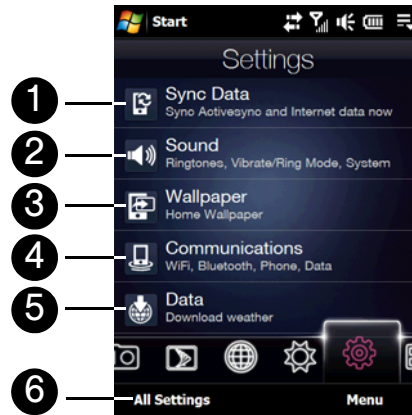 Start
Settings
1
Sync Data
Sync Activesync and Internet data now
2
Sound
Ringtones, Vibrate/Ring Mode, System
3
Wallpaper
Home Wallpaper
4
Communications
WiFi, Bluetooth, Phone, Data
5
Data
Download weather
6
All Settings
Menu